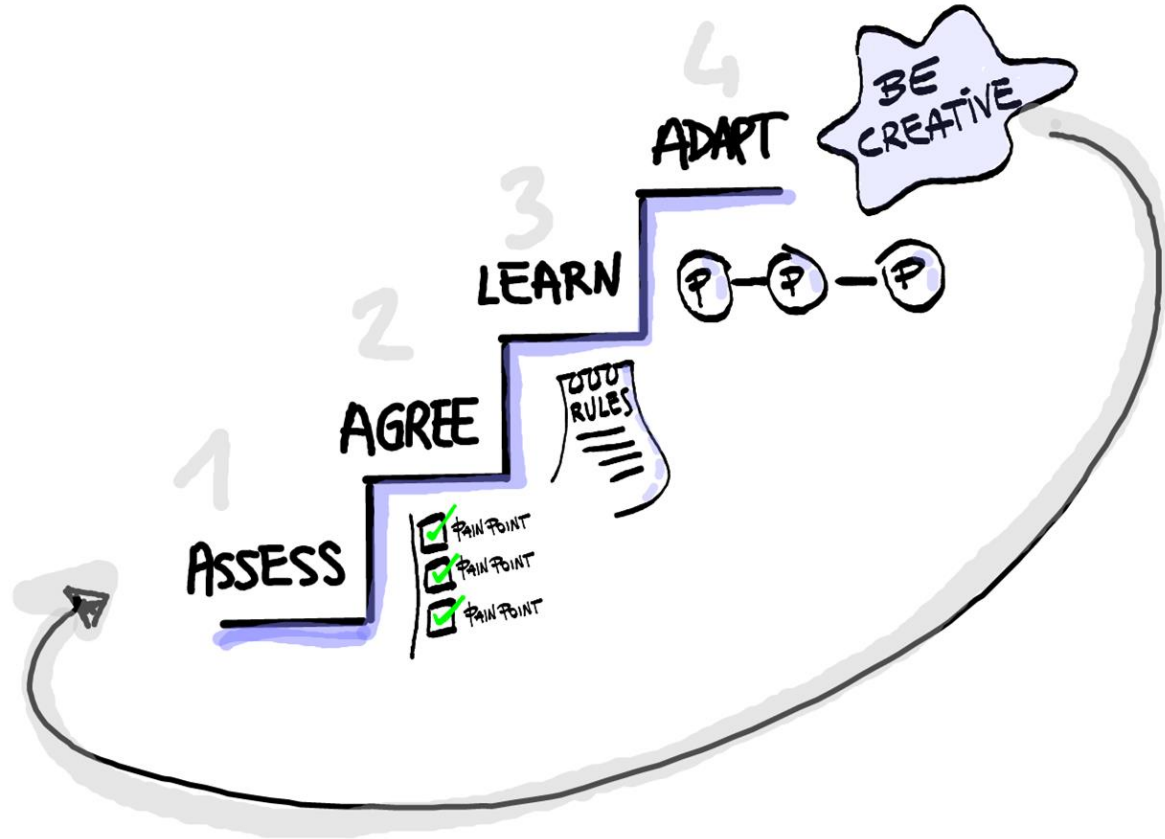 1
ASSESS
PAIN POINT
PAIN POINT
PAIN POINT
2
AGREE
RULES
3
LEARN
P P P
4
ADAPT
BE
CREATIVE